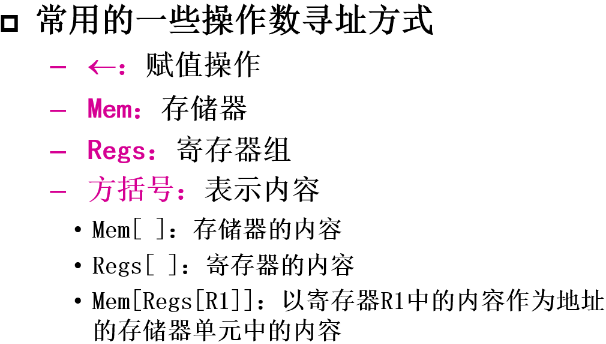 常用的一些操作数寻址方式
– ←：赋值操作
– Mem：存储器
– Regs：寄存器组
– 方括号：表示内容
• Mem[ ]：存储器的内容
• Regs[ ]：寄存器的内容
• Mem[Regs[R1]]：以寄存器R1中的内容作为地址
的存储器单元中的内容